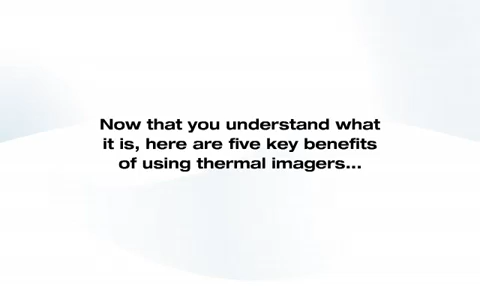 Now that you understand what
it is, here are five key benefits
of using thermal imagers...